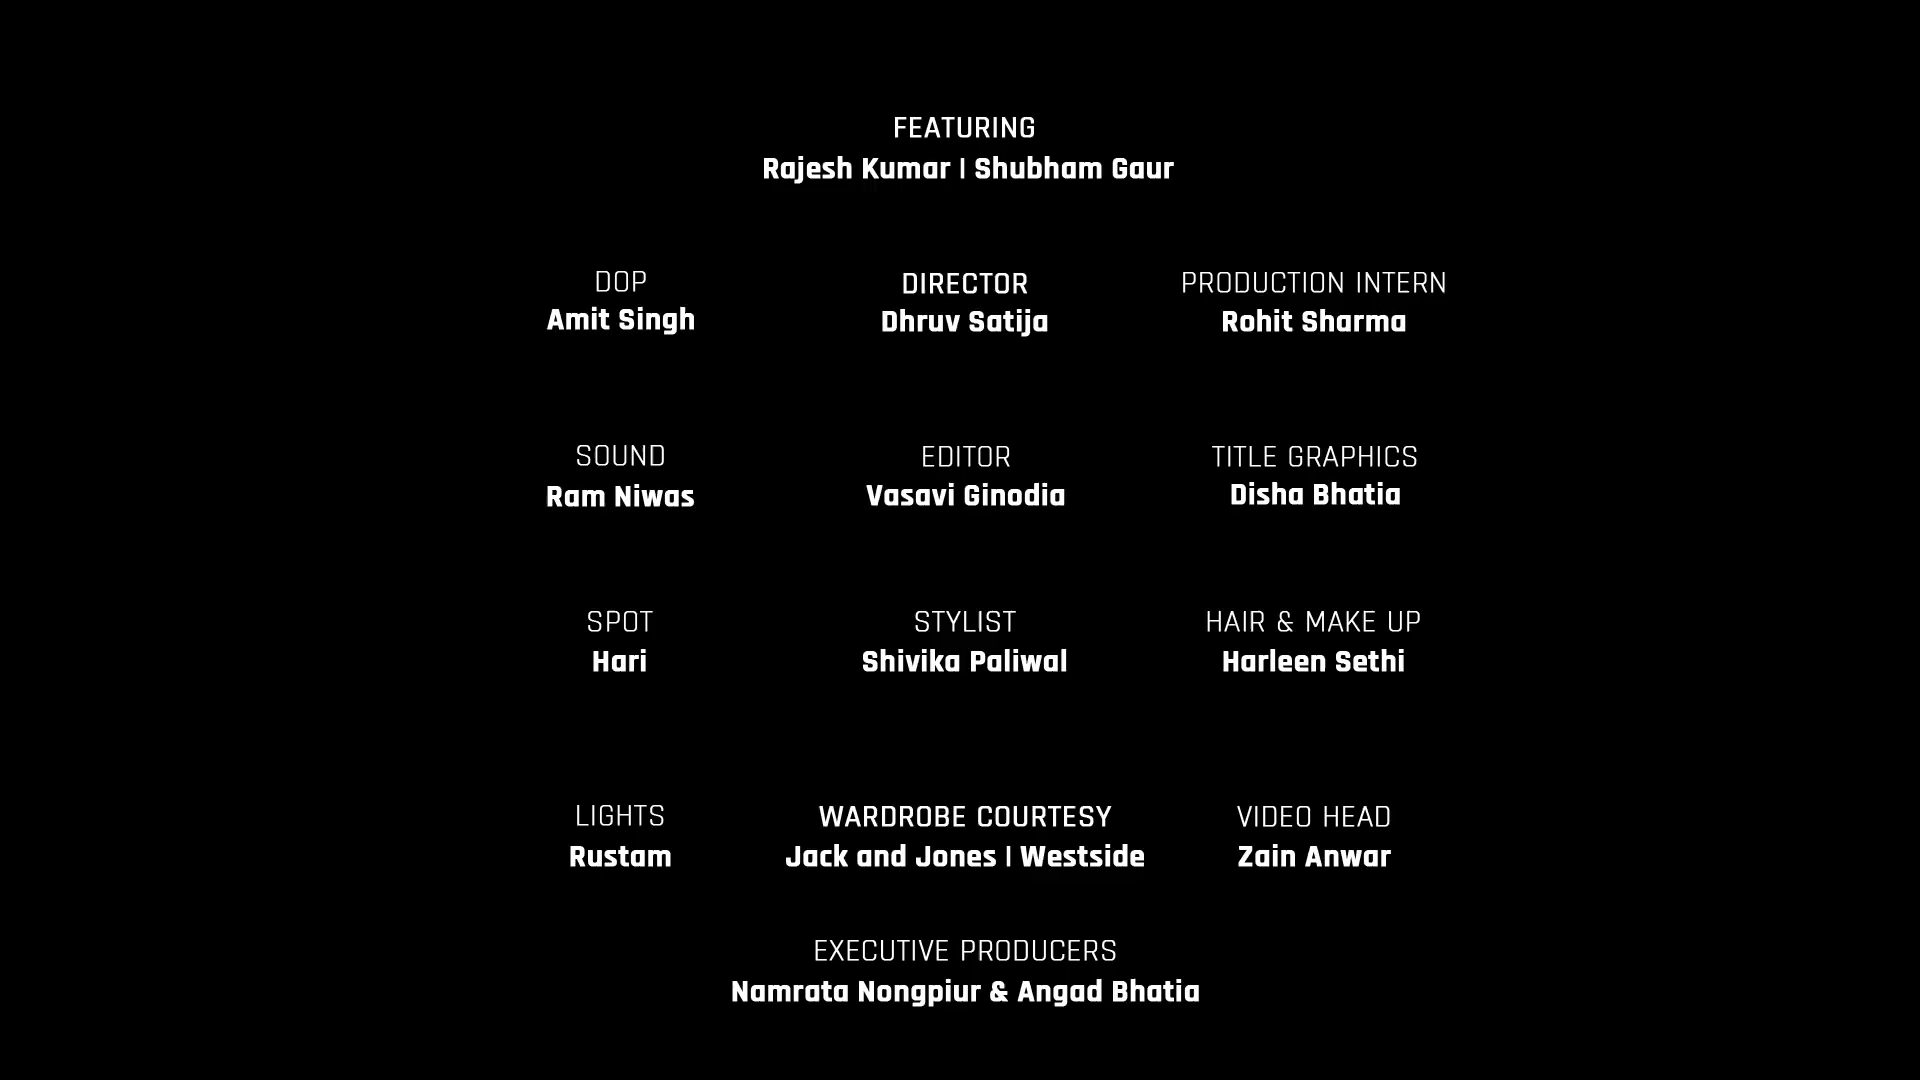 FEATURING
Rajesh Kumar | Shubham Gaur
DOP
Amit Singh
DIRECTOR
Dhruv Satija
PRODUCTION INTERN
Rohit Sharma
SOUND
Ram Niwas
EDITOR
Vasavi Ginodia
TITLE GRAPHICS
Disha Bhatia
SPOT
Hari
STYLIST
Shivika Paliwal
HAIR & MAKE UP
Harleen Sethi
LIGHTS
Rustam
WARDROBE COURTESY
Jack and Jones | Westside
VIDEO HEAD
Zain Anwar
EXECUTIVE PRODUCERS
Namrata Nongpiur & Angad Bhatia